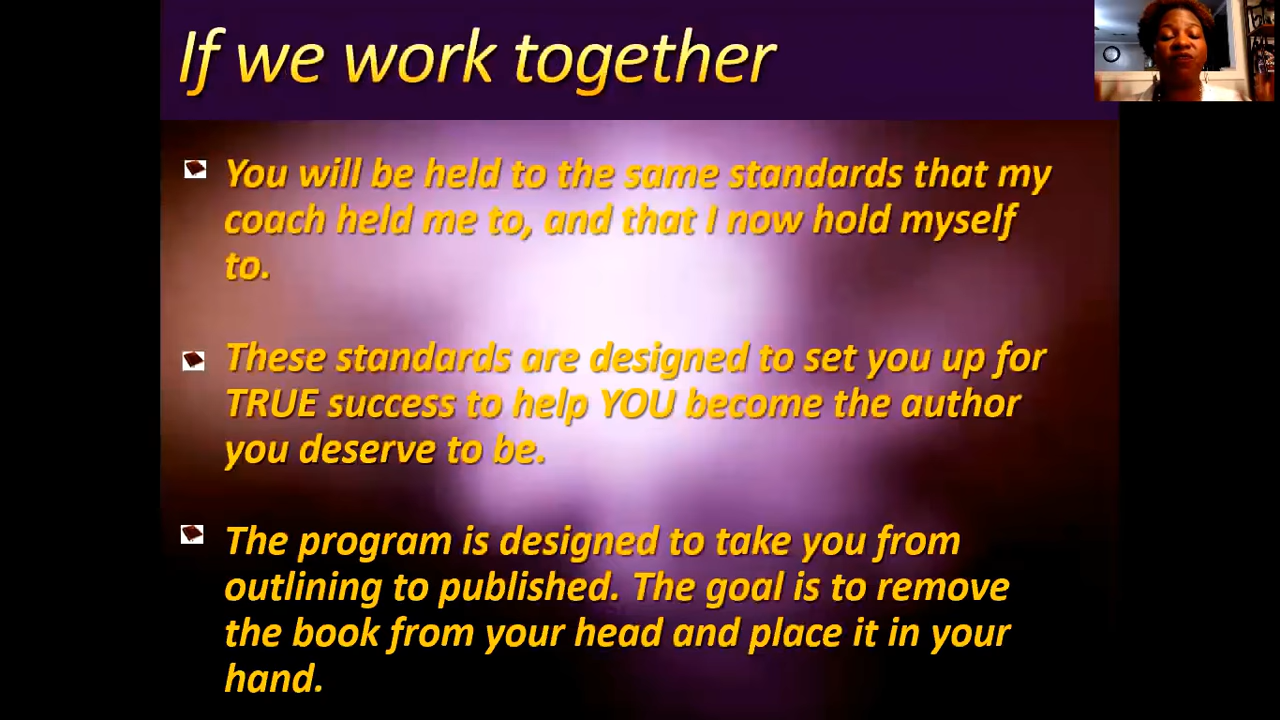 If we work together
You will be held to the same standards that my
coach held me to, and that I now hold myself
to.
These standards are designed to set you up for
TRUE success to help YOU become the author
you deserve to be.
The program is designed to take you from
outlining to published. The goal is to remove
the book from your head and place it in your
hand.